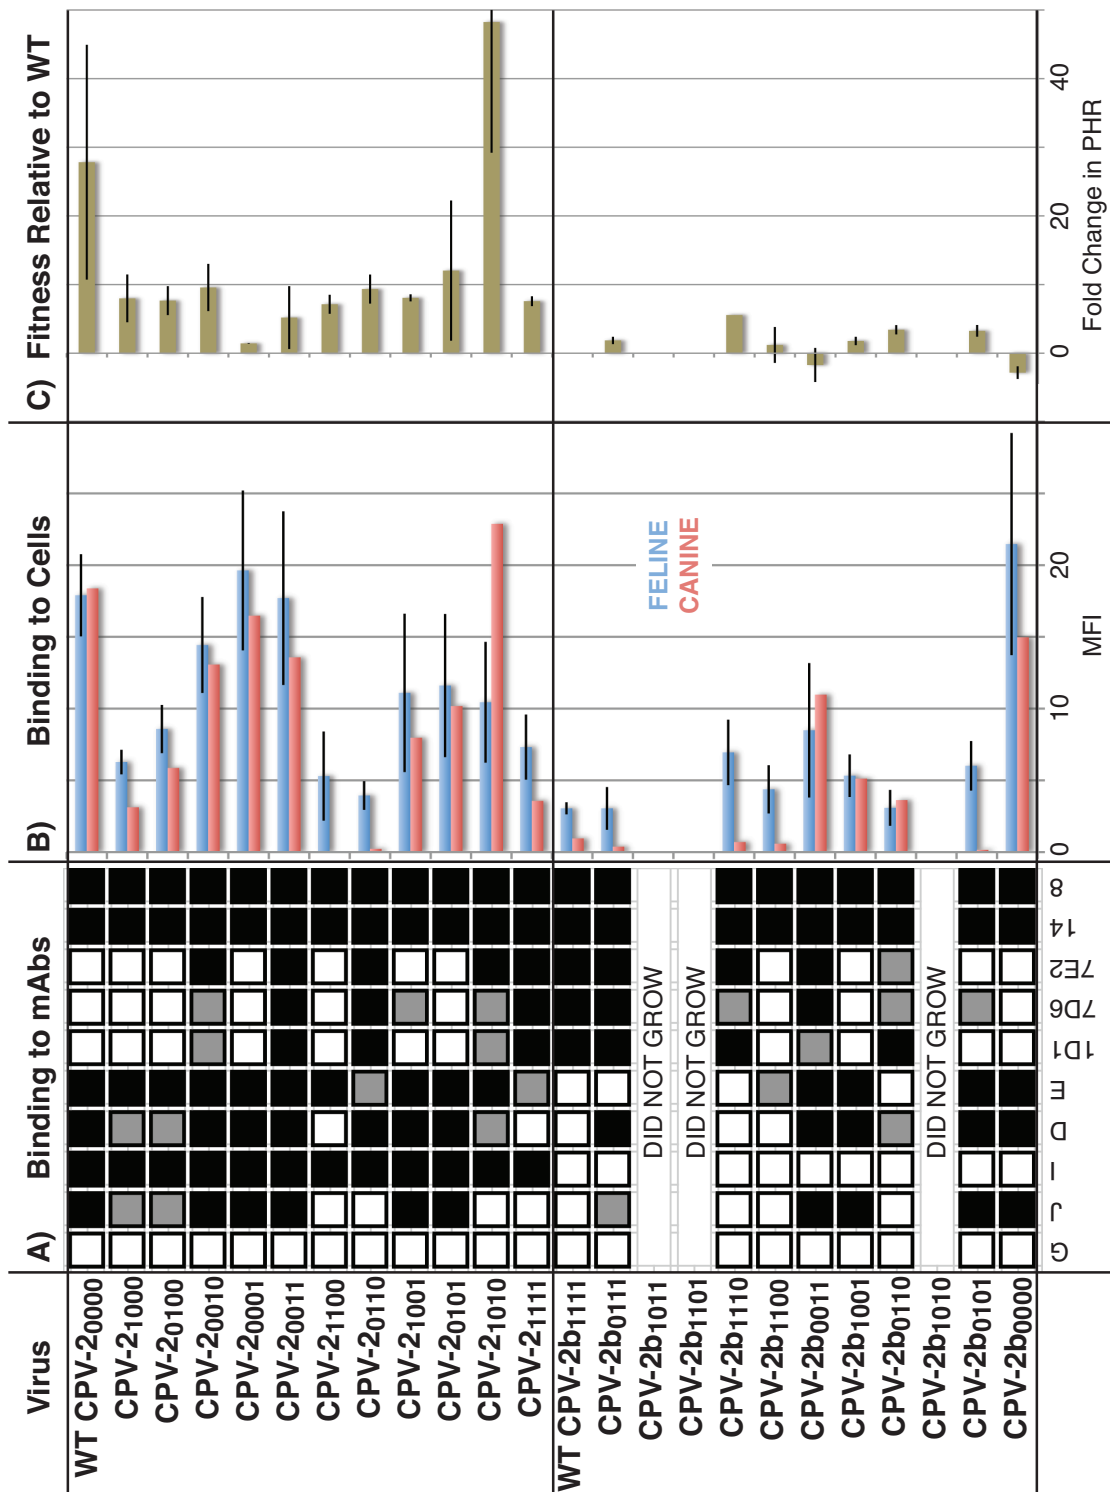 Virus
A) Binding to mAbs
B) Binding to Cells
C) Fitness Relative to WT
WT CPV-2₀₀₀₀
CPV-2₁₀₀₀
CPV-2₀₁₀₀
CPV-2₀₀₁₀
CPV-2₀₀₀₁
CPV-2₀₀₁₁
CPV-2₁₁₀₀
CPV-2₀₁₁₀
CPV-2₁₀₀₁
CPV-2₀₁₀₁
CPV-2₁₀₁₀
CPV-2₁₁₁₁
WT CPV-2b₁₁₁₁
CPV-2b₀₁₁₁
CPV-2b₁₀₁₁ DID NOT GROW
CPV-2b₁₁₀₁ DID NOT GROW
CPV-2b₁₁₁₀
CPV-2b₁₁₀₀
CPV-2b₀₀₁₁
CPV-2b₁₀₀₁
CPV-2b₀₁₁₀
CPV-2b₁₀₁₀ DID NOT GROW
CPV-2b₀₁₀₁
CPV-2b₀₀₀₀
FELINE
CANINE
G J I D E 1D1 7D6 7E2 14 8
0 10 20
MFI
0 20 40
Fold Change in PHR